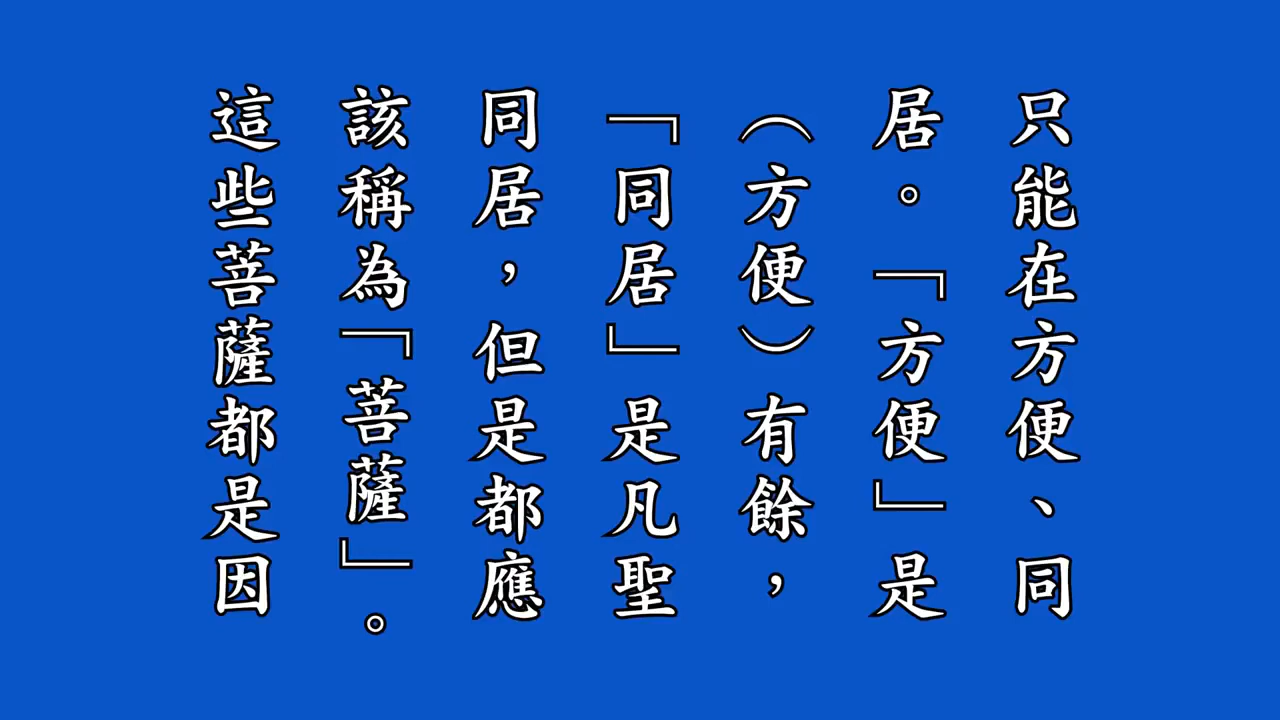 只能在方便、同
居。「方便」是
（方便）有餘，
「同居」是凡聖
同居，但是都應
該稱為「菩薩」。
這些菩薩都是因